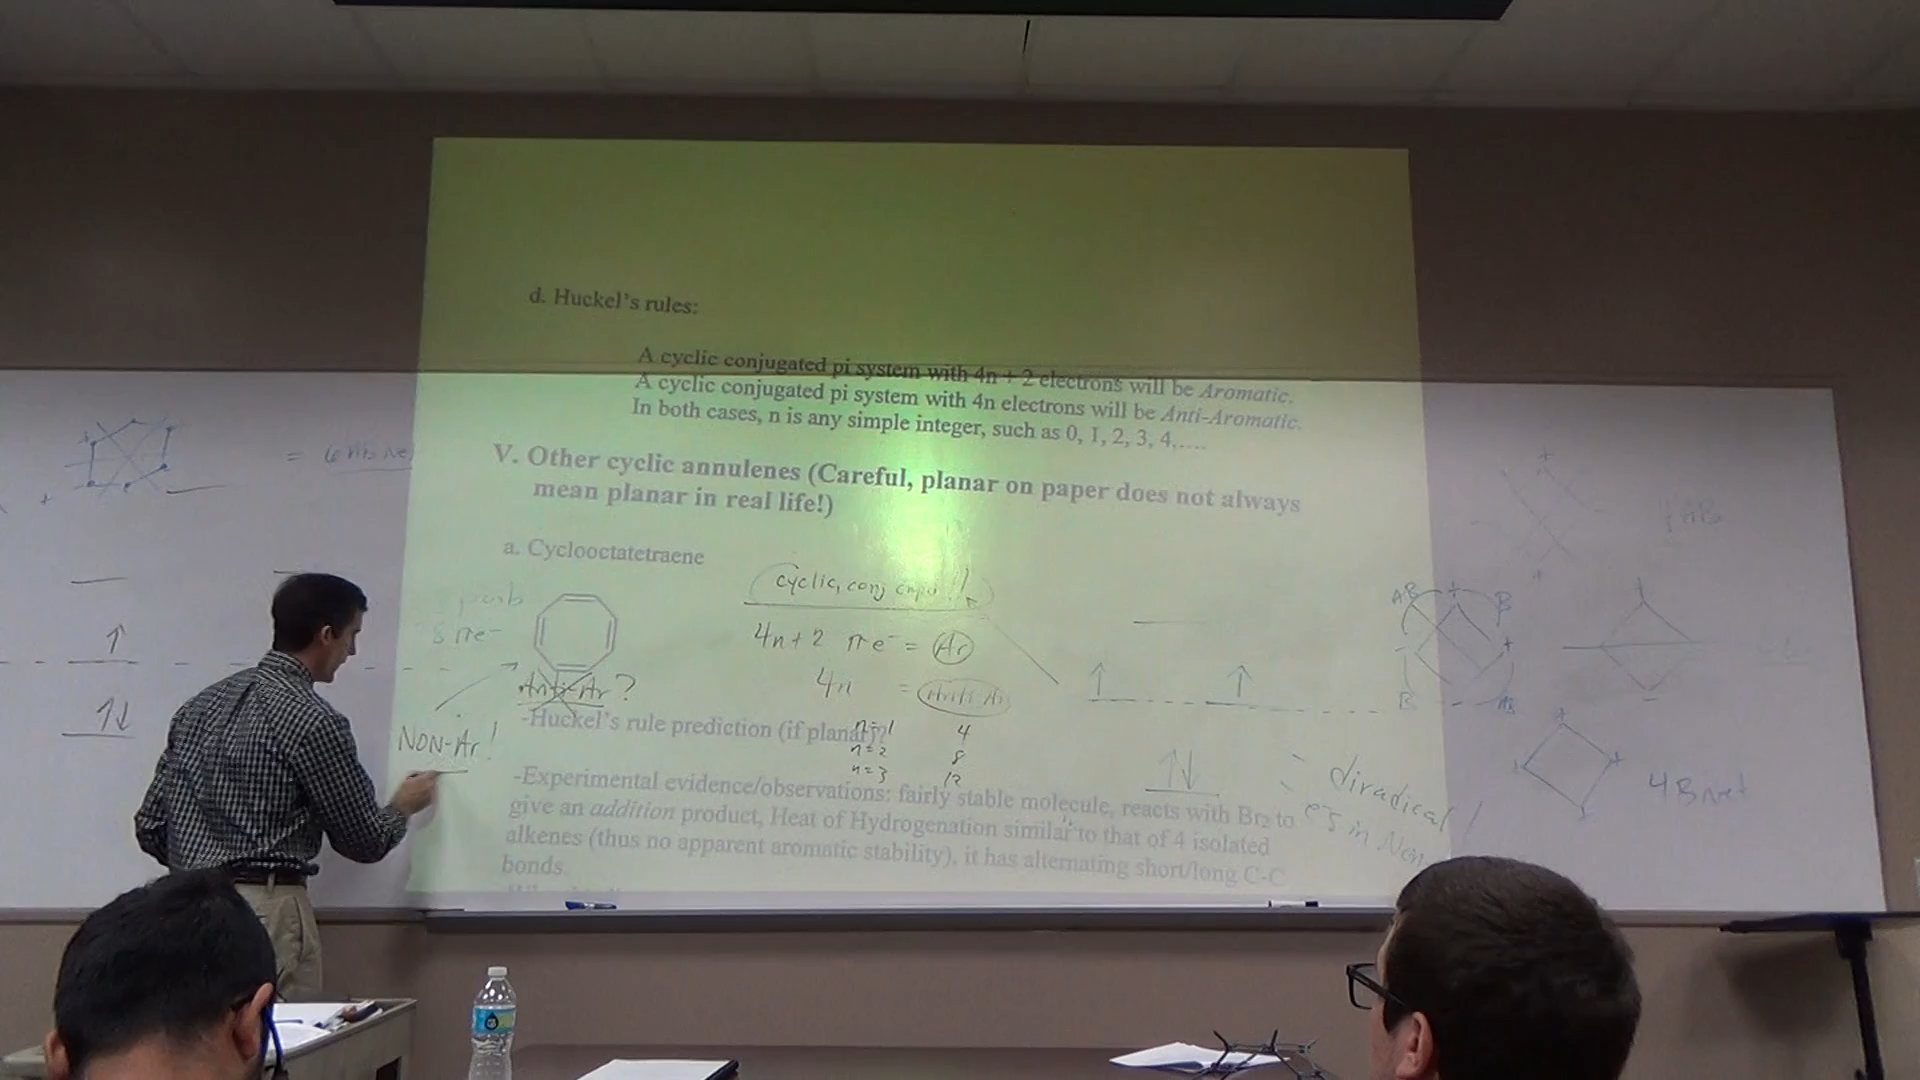 d. Huckel's rules:
A cyclic conjugated pi system with 4n + 2 electrons will be Aromatic.
A cyclic conjugated pi system with 4n electrons will be Anti-Aromatic.
In both cases, n is any simple integer, such as 0, 1, 2, 3, 4,.....
V. Other cyclic annulenes (Careful, planar on paper does not always
mean planar in real life!)
a. Cyclooctatetraene
cyclic, conj
4n+2 πe⁻ = Ar
8 πe⁻
4n = Anti-Ar
Anti-Ar?
-Huckel's rule prediction (if planar)?
n=1 4
n=2 8
n=3 12
NON-Ar!
-Experimental evidence/observations: fairly stable molecule, reacts with Br2 to
give an addition product, Heat of Hydrogenation similar to that of 4 isolated
alkenes (thus no apparent aromatic stability), it has alternating short/long C-C
bonds.
- diradical!
- e's in Non
4 AB
AB + B
- +
B AB
4B net